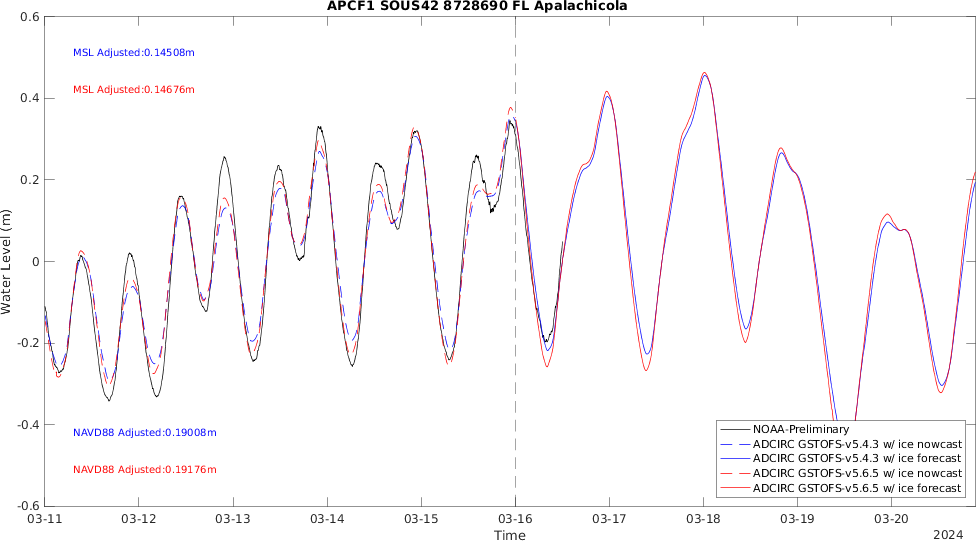 APCF1 SOUS42 8728690 FL Apalachicola
0.6
MSL Adjusted:0.14508m
MSL Adjusted:0.14676m
0.4
0.2
0
-0.2
-0.4
-0.6
Water Level (m)
NAVD88 Adjusted:0.19008m
NAVD88 Adjusted:0.19176m
NOAA-Preliminary
ADCIRC GSTOFS-v5.4.3 w/ ice nowcast
ADCIRC GSTOFS-v5.4.3 w/ ice forecast
ADCIRC GSTOFS-v5.6.5 w/ ice nowcast
ADCIRC GSTOFS-v5.6.5 w/ ice forecast
03-11 03-12 03-13 03-14 03-15 03-16 03-17 03-18 03-19 03-20
Time
2024